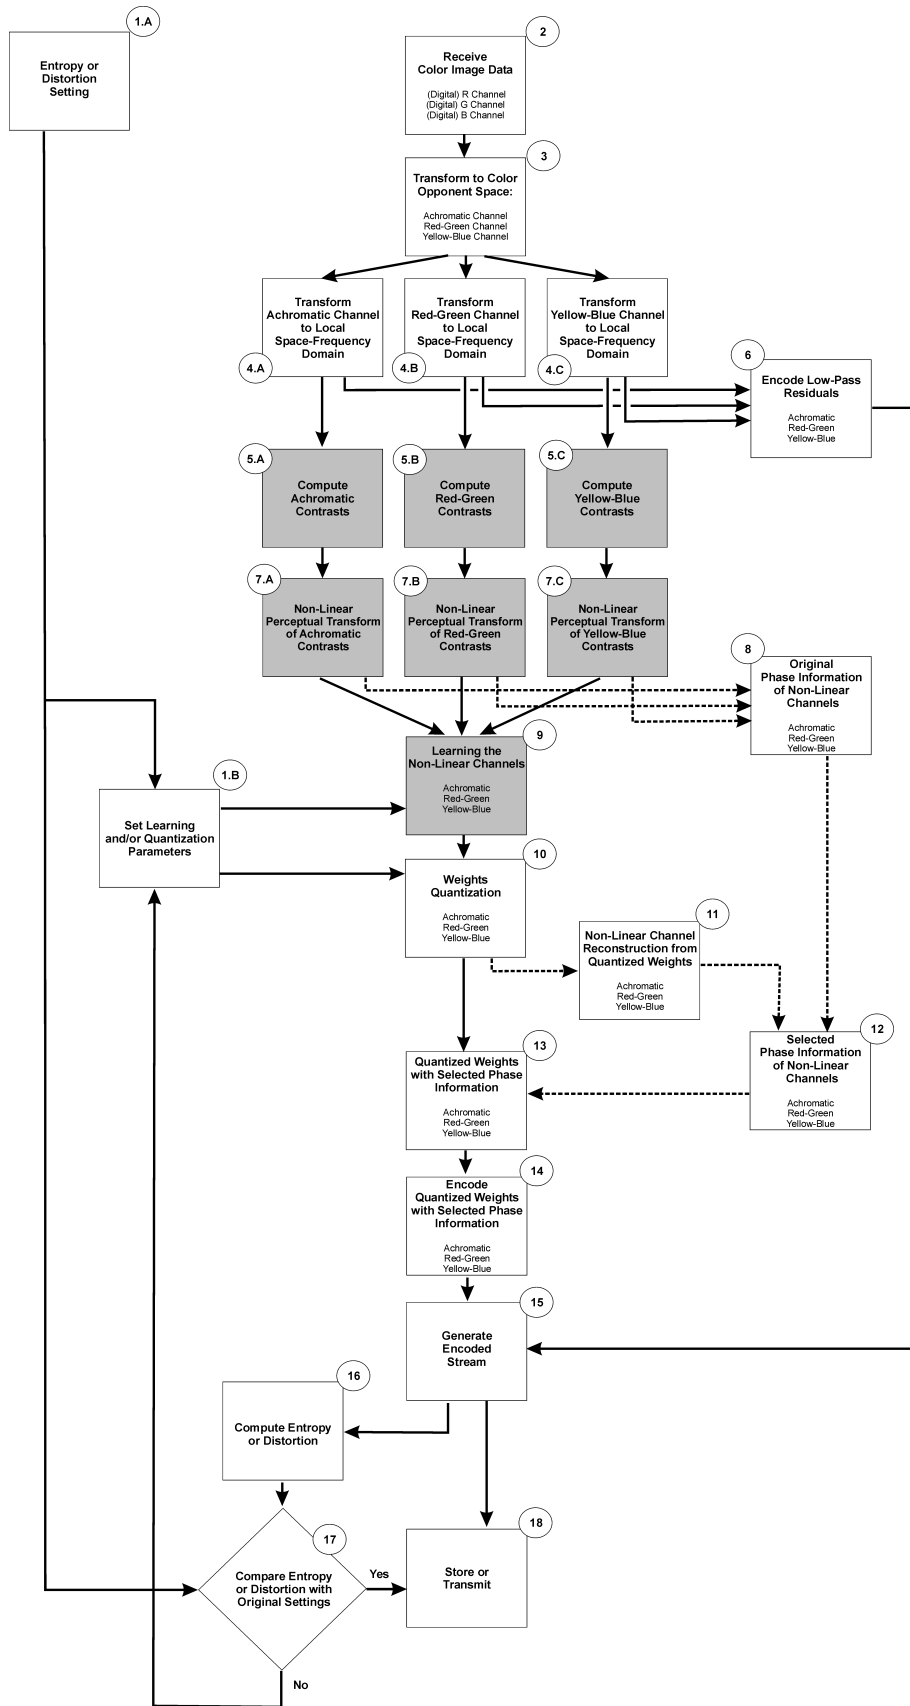 1.A
Entropy or
Distortion
Setting
2
Receive
Color Image Data
(Digital) R Channel
(Digital) G Channel
(Digital) B Channel
3
Transform to Color
Opponent Space:
Achromatic Channel
Red-Green Channel
Yellow-Blue Channel
Transform
Achromatic Channel
to Local
Space-Frequency
Domain
4.A
Transform
Red-Green Channel
to Local
Space-Frequency
Domain
4.B
Transform
Yellow-Blue Channel
to Local
Space-Frequency
Domain
4.C
6
Encode Low-Pass
Residuals
Achromatic
Red-Green
Yellow-Blue
5.A
Compute
Achromatic
Contrasts
5.B
Compute
Red-Green
Contrasts
5.C
Compute
Yellow-Blue
Contrasts
7.A
Non-Linear
Perceptual Transform
of Achromatic
Contrasts
7.B
Non-Linear
Perceptual Transform
of Red-Green
Contrasts
7.C
Non-Linear
Perceptual Transform
of Yellow-Blue
Contrasts
8
Original
Phase Information
of Non-Linear
Channels
Achromatic
Red-Green
Yellow-Blue
9
Learning the
Non-Linear Channels
Achromatic
Red-Green
Yellow-Blue
1.B
Set Learning
and/or Quantization
Parameters
10
Weights
Quantization
Achromatic
Red-Green
Yellow-Blue
11
Non-Linear Channel
Reconstruction from
Quantized Weights
Achromatic
Red-Green
Yellow-Blue
12
Selected
Phase Information
of Non-Linear
Channels
Achromatic
Red-Green
Yellow-Blue
13
Quantized Weights
with Selected Phase
Information
Achromatic
Red-Green
Yellow-Blue
14
Encode
Quantized Weights
with Selected Phase
Information
Achromatic
Red-Green
Yellow-Blue
15
Generate
Encoded
Stream
16
Compute Entropy
or Distortion
17
Compare Entropy
or Distortion with
Original Settings
Yes
No
18
Store or
Transmit